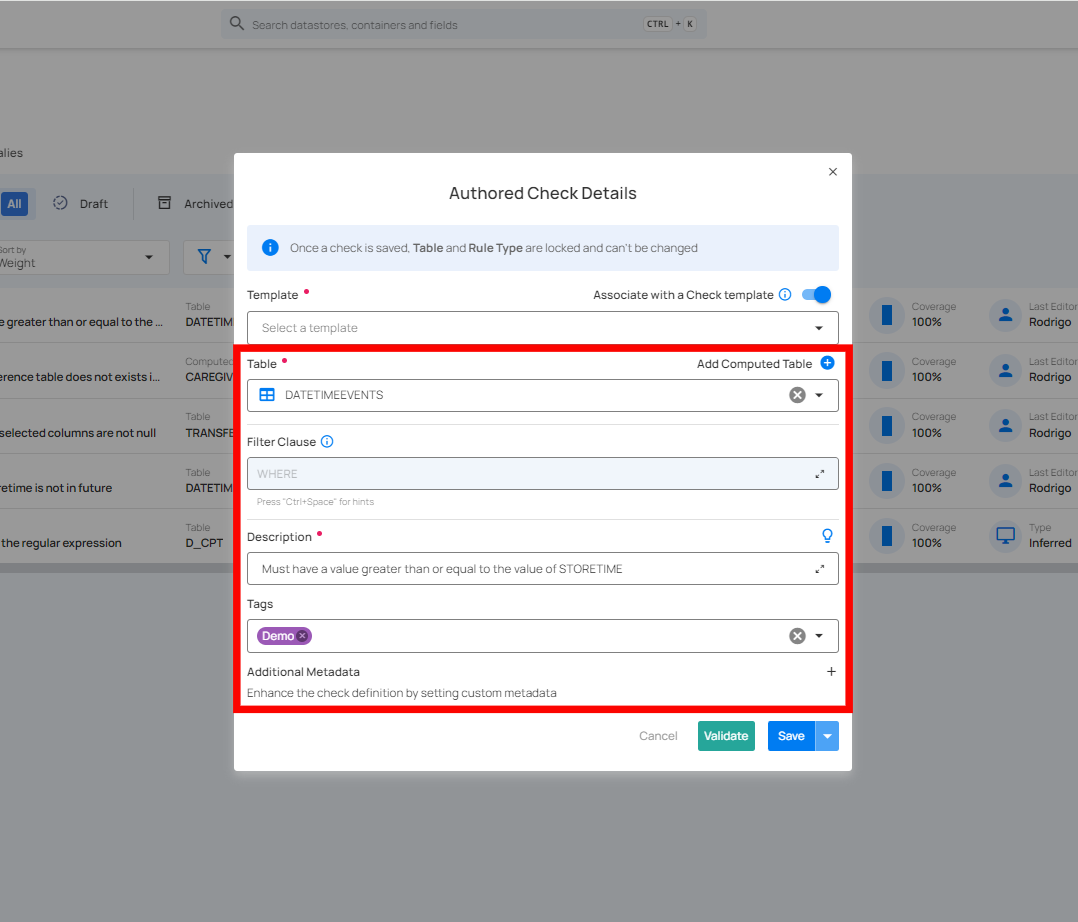 Search datastores, containers and fields CTRL + K
alies
All Draft Archived
Sort by
Weight
Authored Check Details
Once a check is saved, Table and Rule Type are locked and can't be changed
Template • Associate with a Check template
Select a template
Table • Add Computed Table
DATETIMEEVENTS
Filter Clause
WHERE
Press "Ctrl+Space" for hints
Description •
Must have a value greater than or equal to the value of STORETIME
Tags
Demo
Additional Metadata +
Enhance the check definition by setting custom metadata
Cancel Validate Save
Table
e greater than or equal to the ... DATETIM
Coverage Last Editor
100% Rodrigo
Computed
erence table does not exists i... CAREGIV
Coverage Last Editor
100% Rodrigo
Table
selected columns are not null TRANSFE
Coverage Last Editor
100% Rodrigo
Table
retime is not in future DATETIM
Coverage Last Editor
100% Rodrigo
Table
the regular expression D_CPT
Coverage Type
100% Inferred